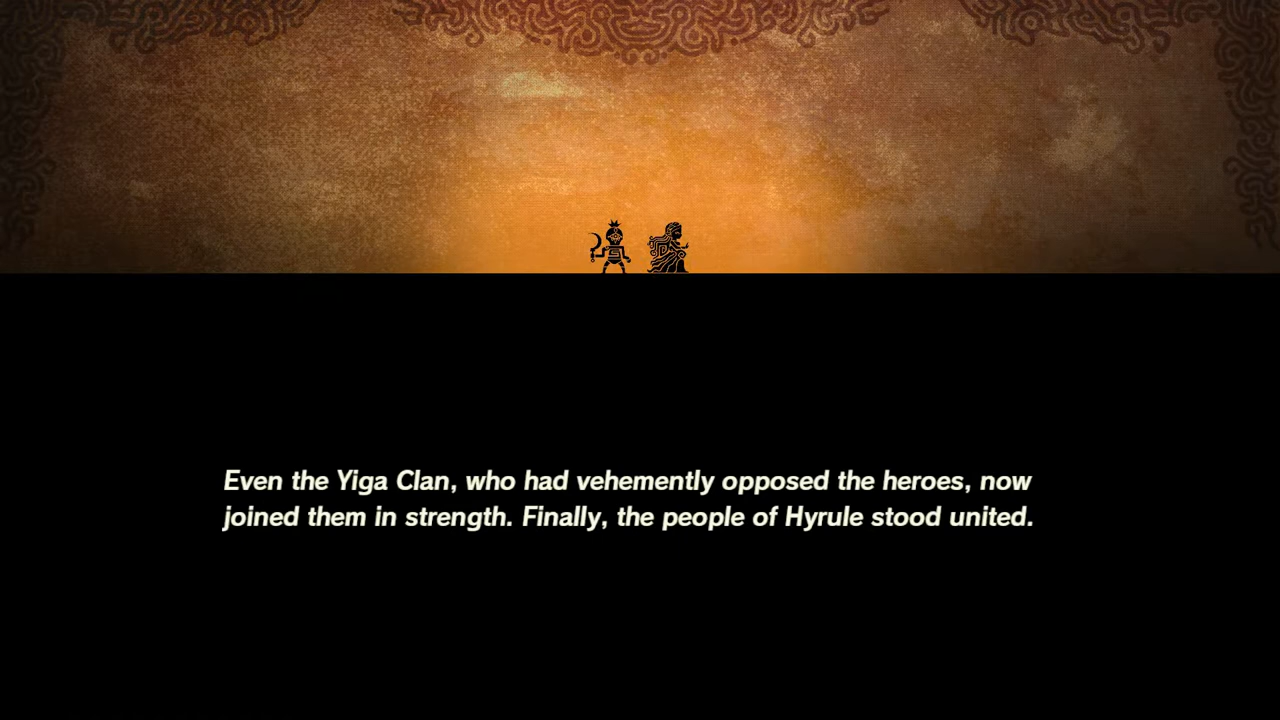 Even the Yiga Clan, who had vehemently opposed the heroes, now
joined them in strength. Finally, the people of Hyrule stood united.